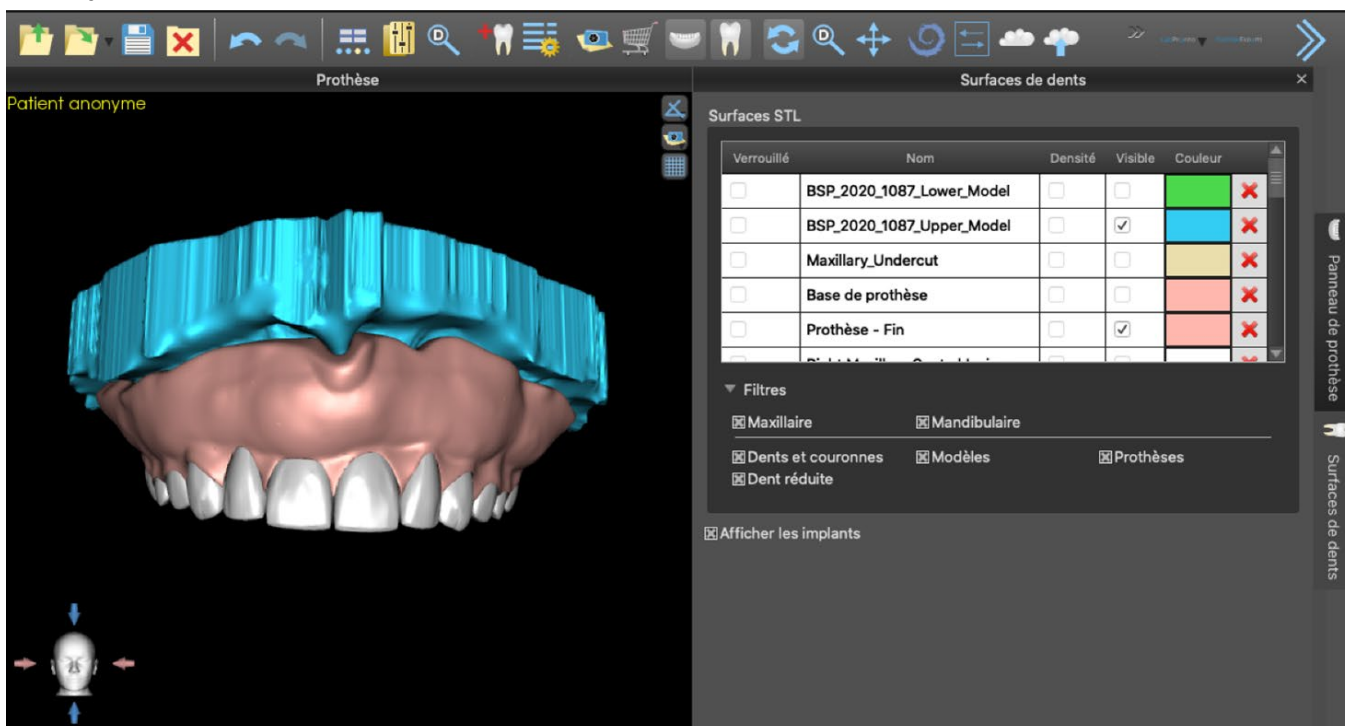 Prothèse
Surfaces de dents
Patient anonyme
Surfaces STL
Verrouillé Nom Densité Visible Couleur
BSP_2020_1087_Lower_Model
BSP_2020_1087_Upper_Model
Maxillary_Undercut
Base de prothèse
Prothèse - Fin
Filtres
Maxillaire Mandibulaire
Dents et couronnes Modèles Prothèses
Dent réduite
Afficher les implants
Panneau de prothèse
Surfaces de dents